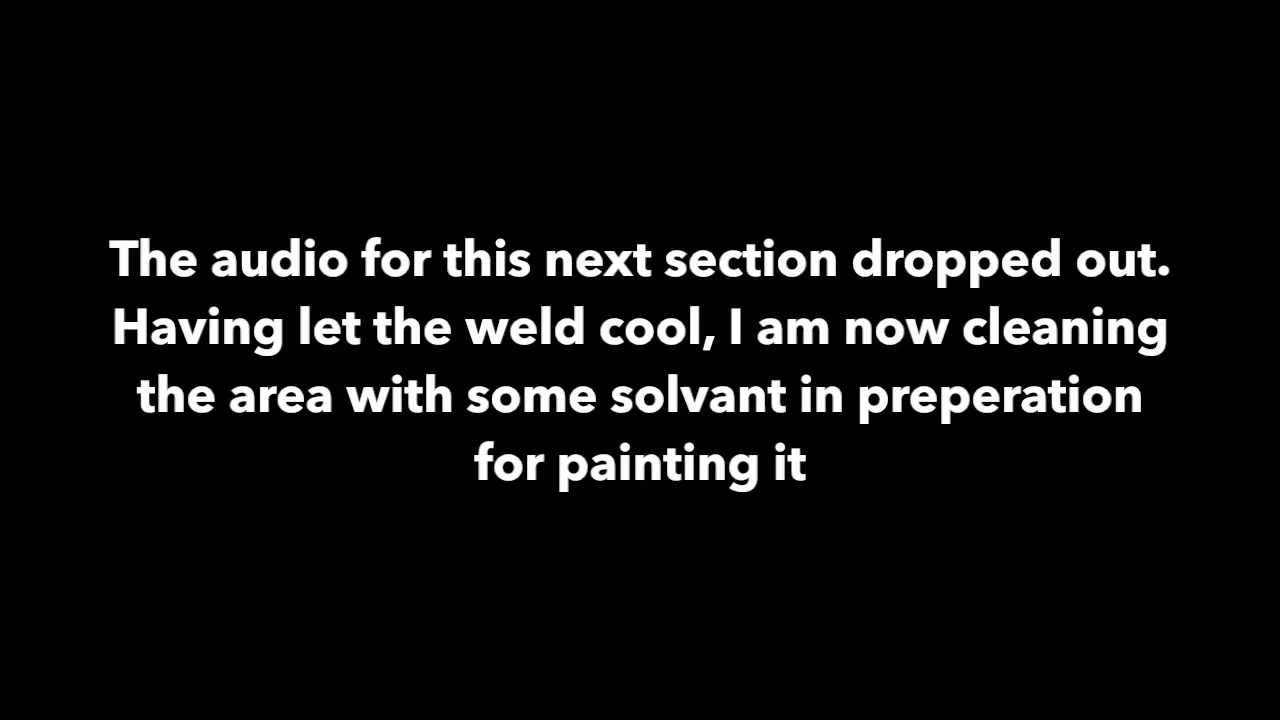 The audio for this next section dropped out.
Having let the weld cool, I am now cleaning
the area with some solvant in preperation
for painting it